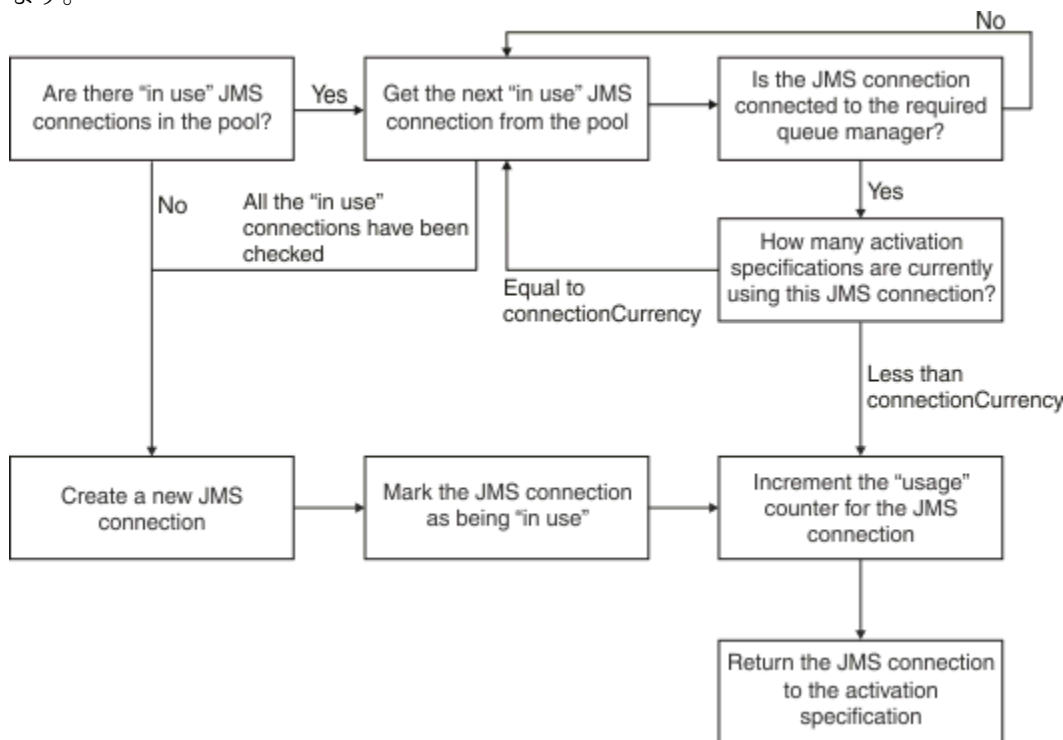 ます。
No
Are there “in use” JMS
connections in the pool?
Yes
Get the next “in use” JMS
connection from the pool
Is the JMS connection
connected to the required
queue manager?
No
All the “in use”
connections have been
checked
Yes
How many activation
specifications are currently
using this JMS connection?
Equal to
connectionCurrency
Less than
connectionCurrency
Create a new JMS
connection
Mark the JMS connection
as being “in use”
Increment the “usage”
counter for the JMS
connection
Return the JMS connection
to the activation
specification